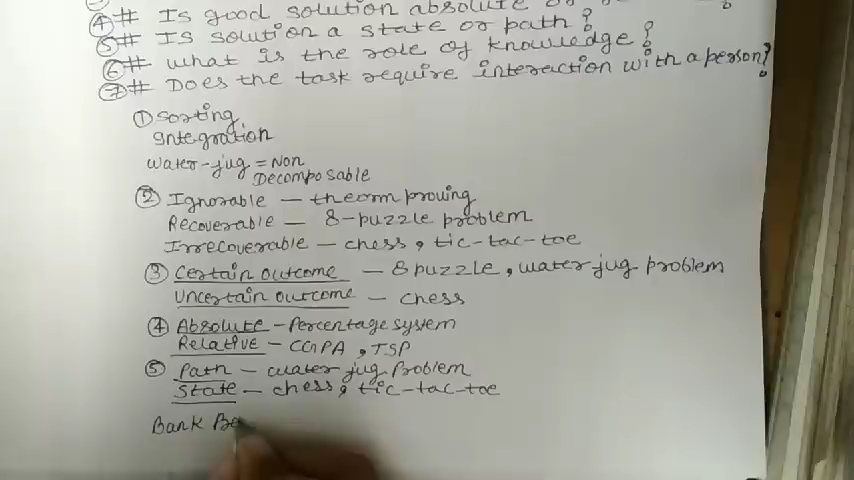 ④# Is good solution absolute
⑤# Is solution a state or path?
⑥# what is the role of knowledge?
⑦# Does the task require interaction with a person?
① Sorting
Integration
Water-jug = Non
Decomposable
② Ignorable — theorm proving
Recoverable — 8-puzzle problem
Irrecoverable — chess, tic-tac-toe
③ Certain outcome — 8 puzzle, water jug problem
Uncertain outcome — chess
④ Absolute - Percentage system
Relative - CGPA, TSP
⑤ Path - water jug Problem
State - chess, tic-tac-toe
Bank